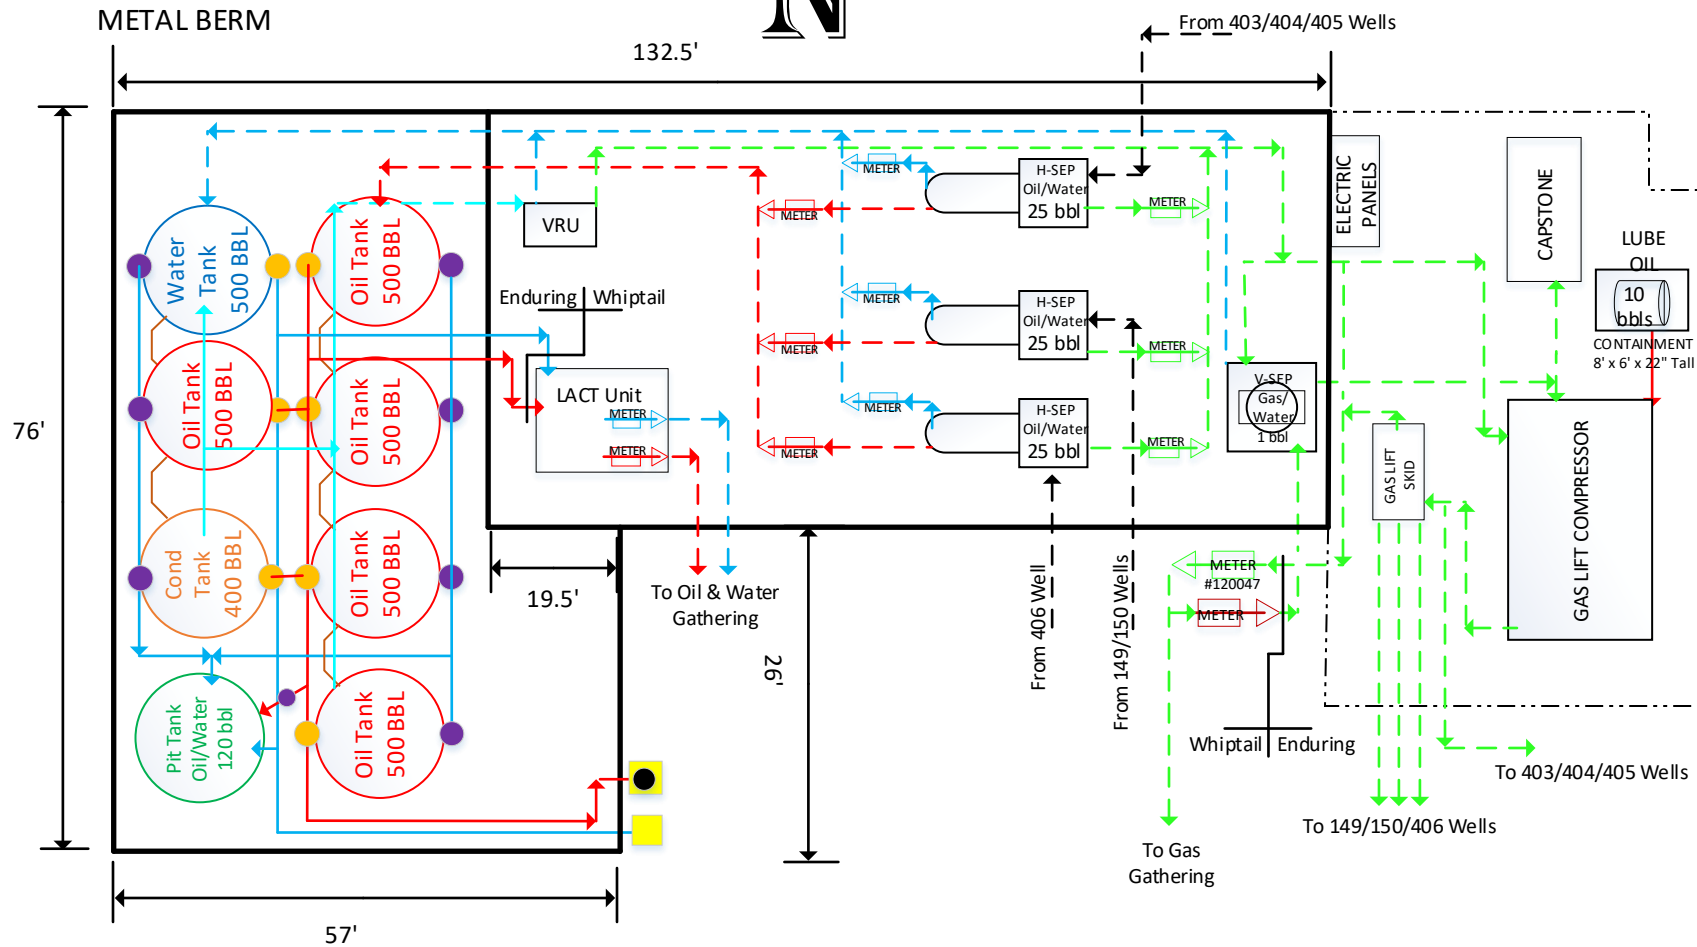 METAL BERM
N
132.5'
From 403/404/405 Wells
76'
Water
Tank
500 BBL
Oil Tank
500 BBL
Oil Tank
500 BBL
Oil Tank
500 BBL
Cond
Tank
400 BBL
Oil Tank
500 BBL
Pit Tank
Oil/Water
120 bbl
Oil Tank
500 BBL
57'
VRU
Enduring
Whiptail
LACT Unit
METER
METER
19.5'
To Oil & Water
Gathering
26'
METER
METER
H-SEP
Oil/Water
25 bbl
METER
METER
METER
H-SEP
Oil/Water
25 bbl
METER
METER
METER
H-SEP
Oil/Water
25 bbl
METER
From 406 Well
From 149/150 Wells
V-SEP
Gas/
Water
1 bbl
ELECTRIC
PANELS
CAPSTONE
LUBE
OIL
10
bbls
CONTAINMENT
8' x 6' x 22" Tall
GAS LIFT
SKID
GAS LIFT COMPRESSOR
METER
#120047
METER
Whiptail
Enduring
To Gas
Gathering
To 149/150/406 Wells
To 403/404/405 Wells